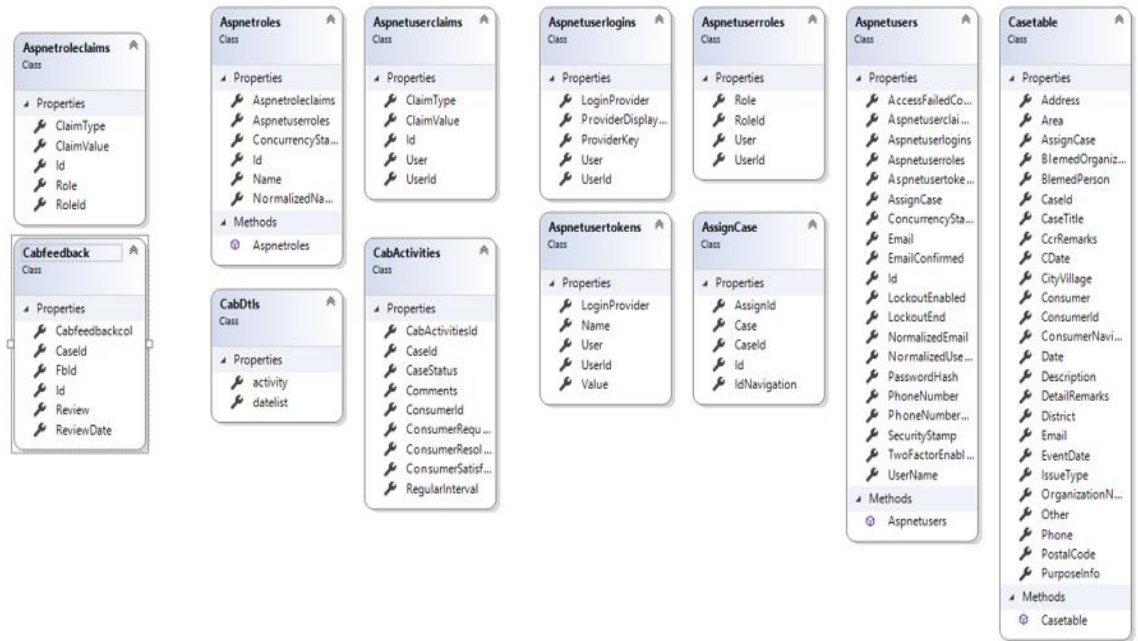 Aspnetroleclaims
Class
Properties
ClaimType
ClaimValue
Id
Role
RoleId
Cabfeedback
Class
Properties
Cabfeedbackcol
CaseId
FbId
Id
Review
ReviewDate
Aspnetroles
Class
Properties
Aspnetroleclaims
Aspnetuserroles
ConcurrencySta...
Id
Name
NormalizedNa...
Methods
Aspnetroles
CabDtls
Class
Properties
activity
datelist
Aspnetuserclaims
Class
Properties
ClaimType
ClaimValue
Id
User
UserId
CabActivities
Class
Properties
CabActivitiesId
CaseId
CaseStatus
Comments
ConsumerId
ConsumerRequ...
ConsumerResol...
ConsumerSatisf...
RegularInterval
Aspnetuserlogins
Class
Properties
LoginProvider
ProviderDisplay...
ProviderKey
User
UserId
Aspnetusertokens
Class
Properties
LoginProvider
Name
User
UserId
Value
Aspnetuserroles
Class
Properties
Role
RoleId
User
UserId
AssignCase
Class
Properties
AssignId
Case
CaseId
Id
IdNavigation
Aspnetusers
Class
Properties
AccessFailedCo...
Aspnetuserclai...
Aspnetuserlogins
Aspnetuserroles
Aspnetusertoke...
AssignCase
ConcurrencySta...
Email
EmailConfirmed
Id
LockoutEnabled
LockoutEnd
NormalizedEmail
NormalizedUse...
PasswordHash
PhoneNumber
PhoneNumber...
SecurityStamp
TwoFactorEnabl...
UserName
Methods
Aspnetusers
Casetable
Class
Properties
Address
Area
AssignCase
BlemedOrganiz...
BlemedPerson
CaseId
CaseTitle
CcrRemarks
CDate
CityVillage
Consumer
ConsumerId
ConsumerNavi...
Date
Description
DetailRemarks
District
Email
EventDate
IssueType
OrganizationN...
Other
Phone
PostalCode
PurposeInfo
Methods
Casetable